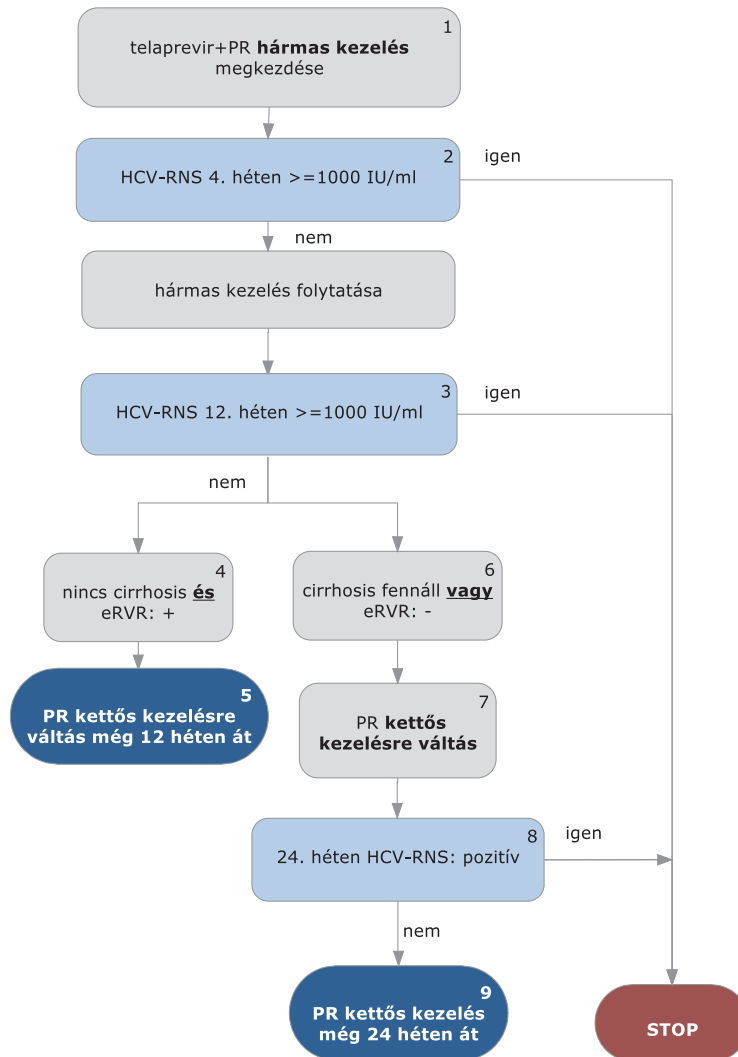 1
telaprevir+PR hármas kezelés
megkezdése
2
HCV-RNS 4. héten >=1000 IU/ml
igen
nem
hármas kezelés folytatása
3
HCV-RNS 12. héten >=1000 IU/ml
igen
nem
4
nincs cirrhosis és
eRVR: +
6
cirrhosis fennáll vagy
eRVR: -
5
PR kettős kezelésre
váltás még 12 héten át
7
PR kettős
kezelésre váltás
8
24. héten HCV-RNS: pozitív
igen
nem
9
PR kettős kezelés
még 24 héten át
STOP